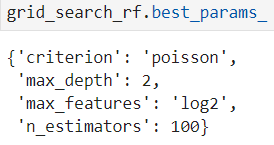 grid_search_rf.best_params_
{'criterion': 'poisson',
'max_depth': 2,
'max_features': 'log2',
'n_estimators': 100}